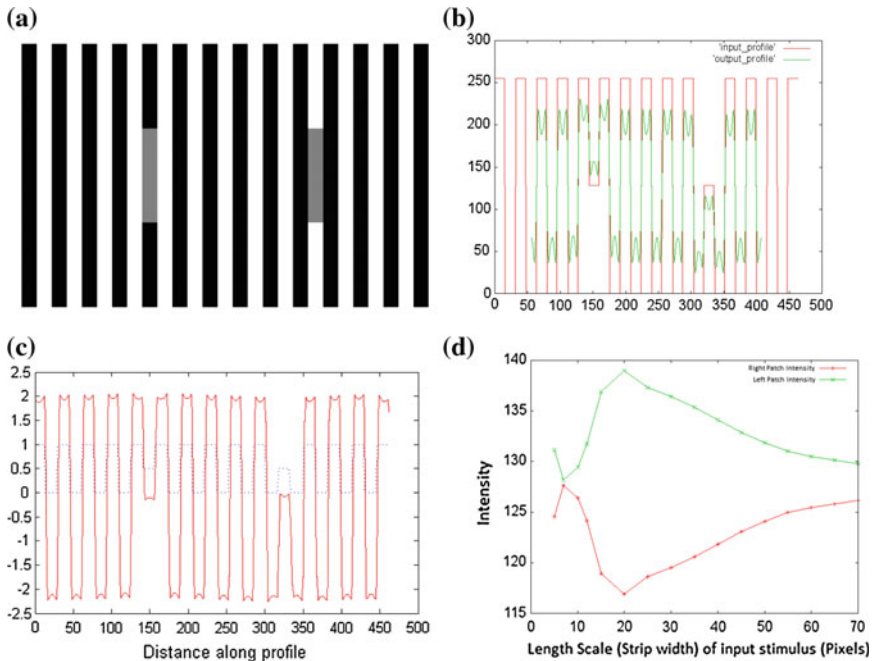 (a)
(b)
'input_profile'
'output_profile'
300
250
200
150
100
50
0
0 50 100 150 200 250 300 350 400 450 500
(c)
2.5
2
1.5
1
0.5
0
-0.5
-1
-1.5
-2
-2.5
0 50 100 150 200 250 300 350 400 450 500
Distance along profile
(d)
140
135
130
125
120
115
Intensity
Right Patch Intensity
Left Patch Intensity
0 10 20 30 40 50 60 70
Length Scale (Strip width) of input stimulus (Pixels)